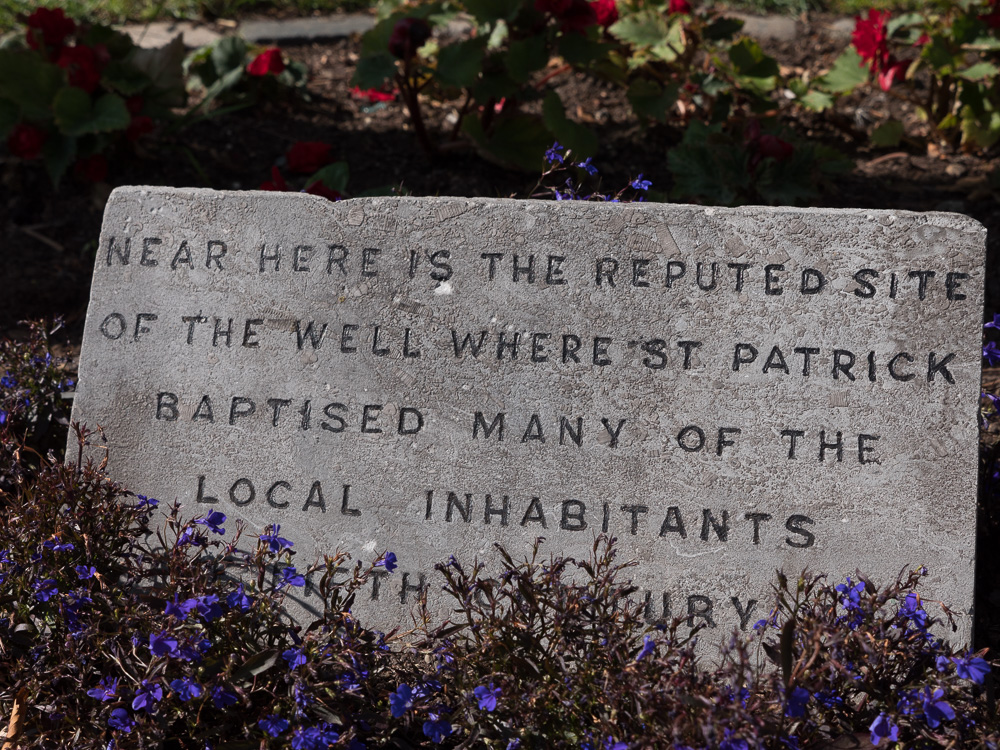 NEAR HERE IS THE REPUTED SITE
OF THE WELL WHERE ST PATRICK
BAPTISED MANY OF THE
LOCAL INHABITANTS